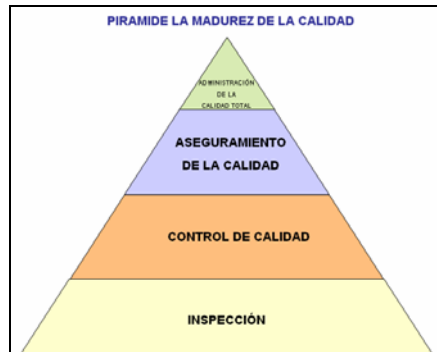 PIRAMIDE LA MADUREZ DE LA CALIDAD
ADMINISTRACIÓN
DE LA
CALIDAD TOTAL
ASEGURAMIENTO
DE LA CALIDAD
CONTROL DE CALIDAD
INSPECCIÓN